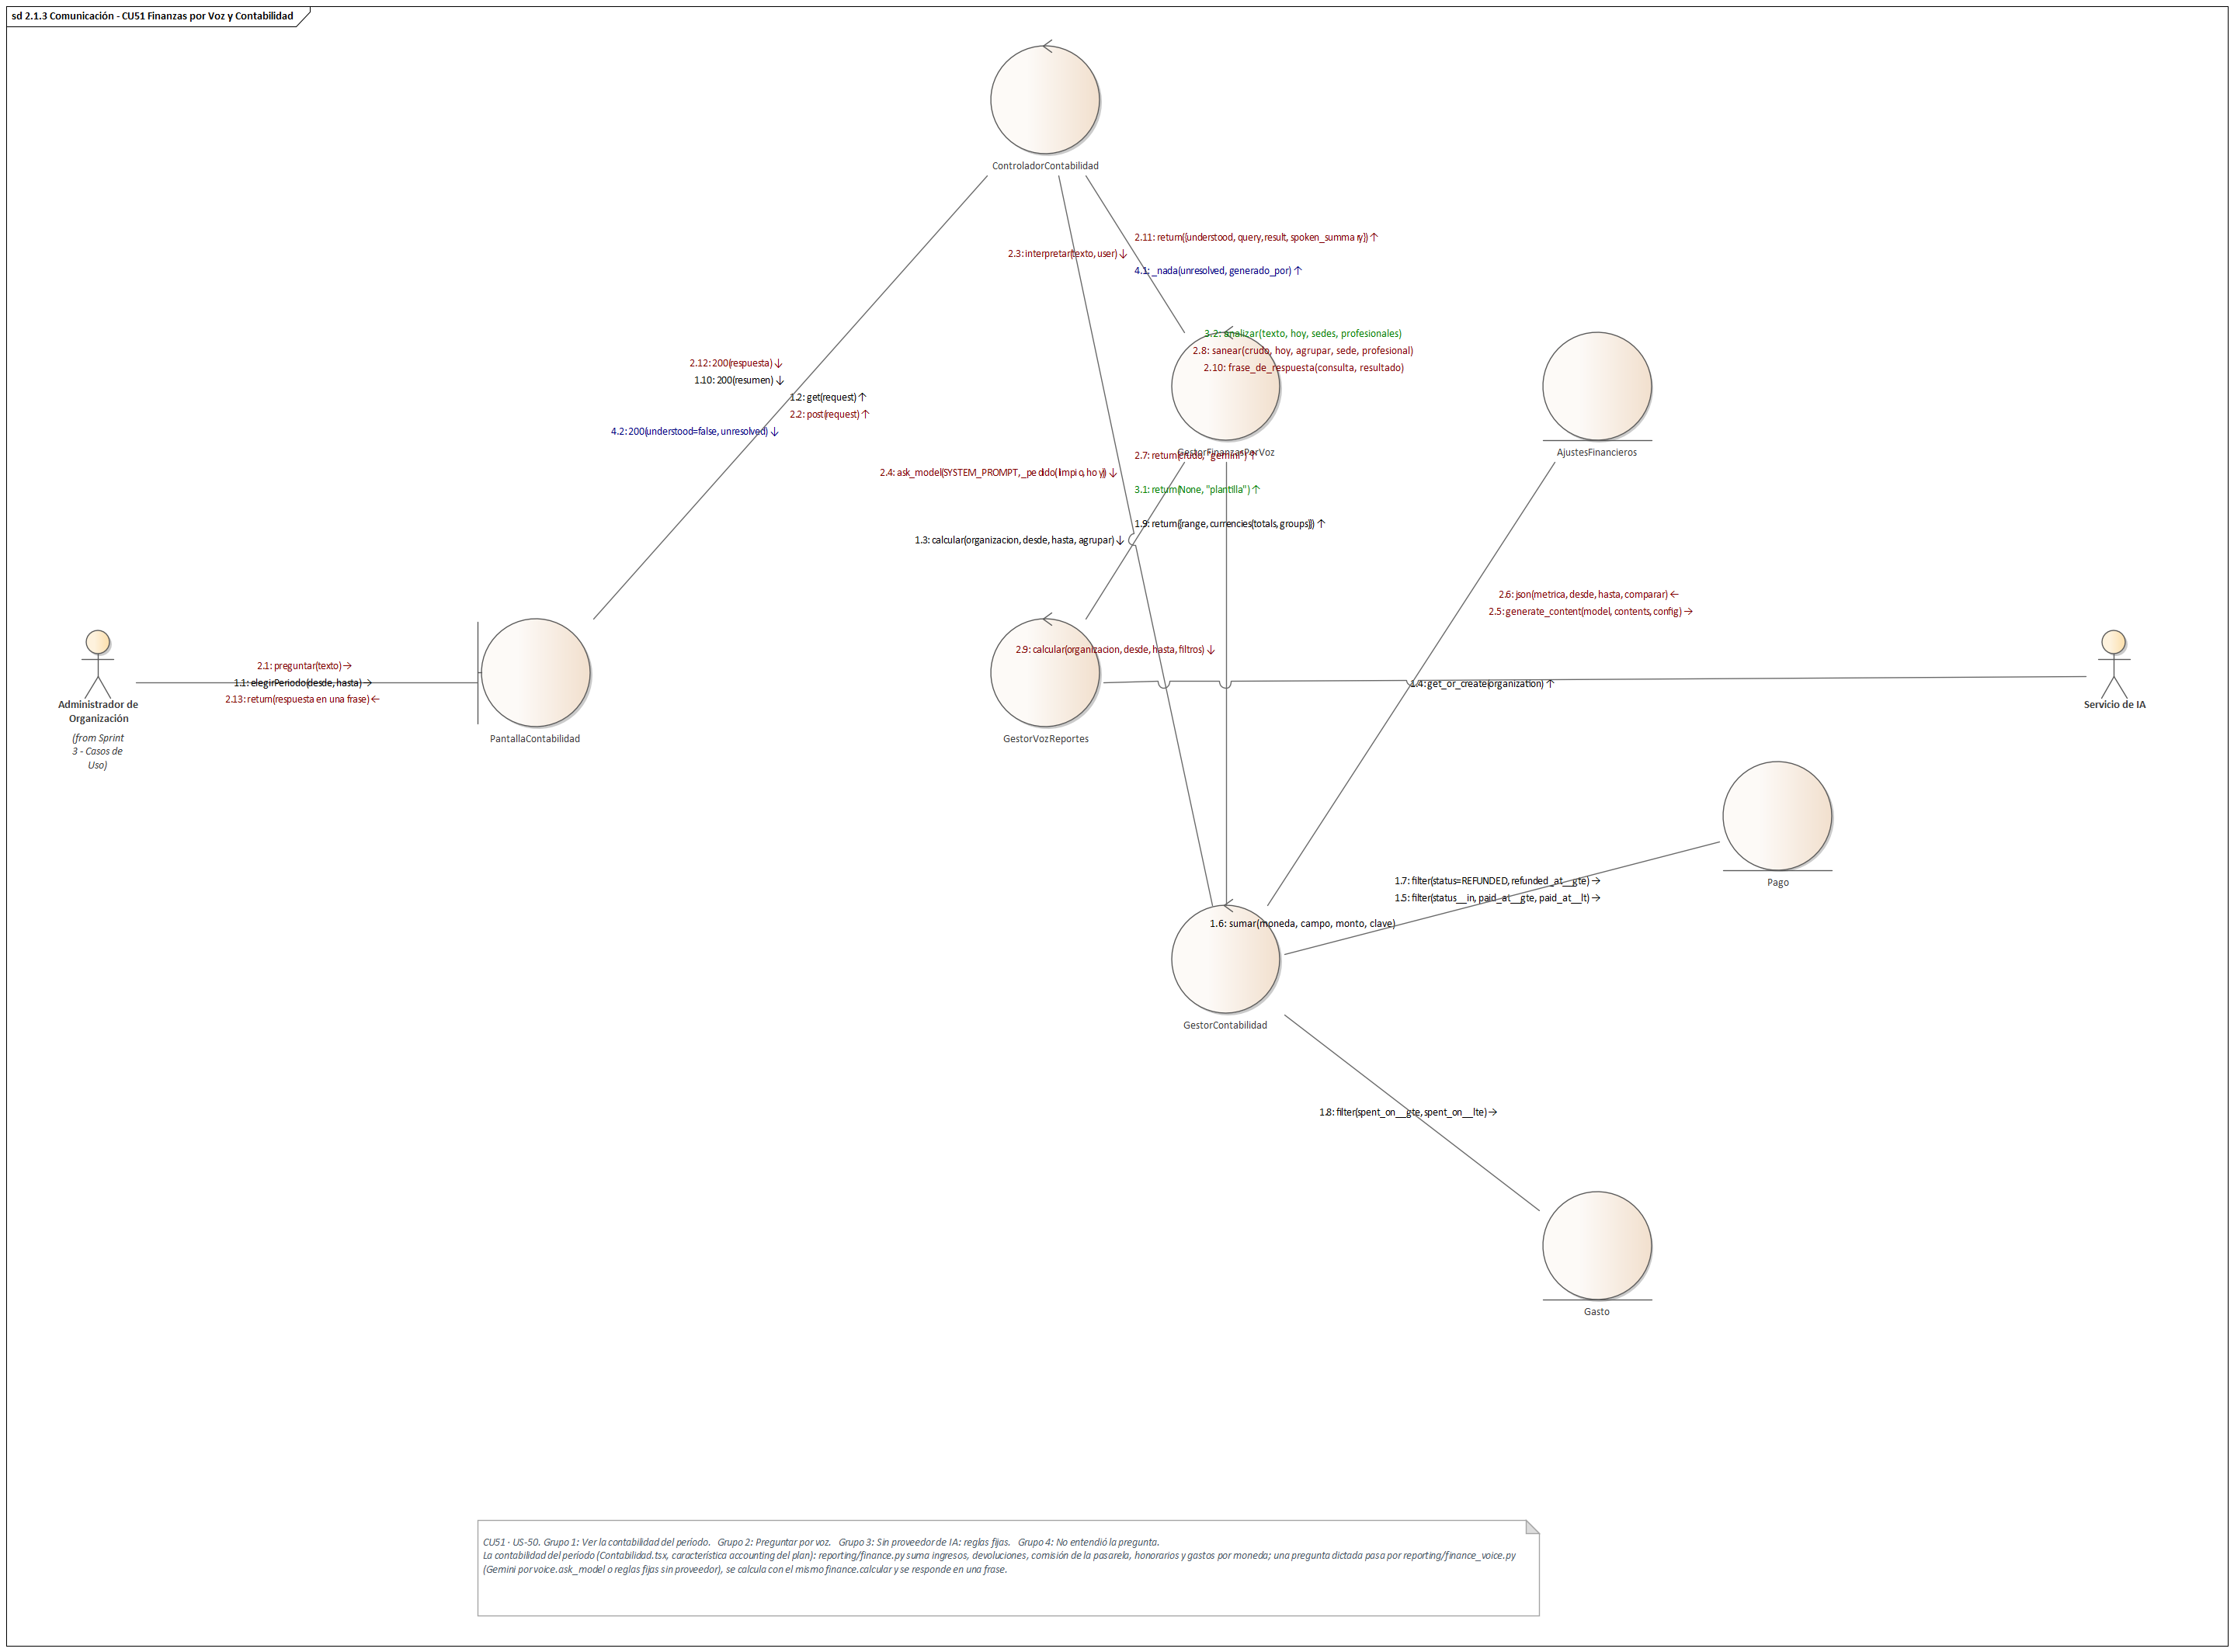 sd 2.1.3 Comunicación - CU51 Finanzas por Voz y Contabilidad
ControladorContabilidad
2.11: return({understood, query,result, spoken_summary})
2.3: interpretar(texto, user)
4.1: _nada(unresolved, generado_por)
3.2: analizar(texto, hoy, sedes, profesionales)
2.8: sanear(crudo, hoy, agrupar, sede, profesional)
2.10: frase_de_respuesta(consulta, resultado)
2.12: 200(respuesta)
1.10: 200(resumen)
1.2: get(request)
2.2: post(request)
4.2: 200(understood=false, unresolved)
GestorFinanzasPorVoz
AjustesFinancieros
2.7: return(crudo, "gemini")
2.4: ask_model(SYSTEM_PROMPT, _pedido(limpio, hoy))
3.1: return(None, "plantilla")
1.9: return({range, currencies(totals, groups)})
1.3: calcular(organizacion, desde, hasta, agrupar)
2.6: json(metrica, desde, hasta, comparar)
2.5: generate_content(model, contents, config)
2.9: calcular(organizacion, desde, hasta, filtros)
2.1: preguntar(texto)
1.1: elegirPeriodo(desde, hasta)
2.13: return(respuesta en una frase)
1.4: get_or_create(organization)
Administrador de
Organización
(from Sprint
3 - Casos de
Uso)
PantallaContabilidad
GestorVozReportes
Servicio de IA
1.7: filter(status=REFUNDED, refunded_at__gte)
1.5: filter(status__in, paid_at__gte, paid_at__lt)
Pago
1.6: sumar(moneda, campo, monto, clave)
GestorContabilidad
1.8: filter(spent_on__gte, spent_on__lte)
Gasto
CU51 - US-50. Grupo 1: Ver la contabilidad del período.   Grupo 2: Preguntar por voz.   Grupo 3: Sin proveedor de IA: reglas fijas.   Grupo 4: No entendió la pregunta.
La contabilidad del período (Contabilidad.tsx, característica accounting del plan): reporting/finance.py suma ingresos, devoluciones, comisión de la pasarela, honorarios y gastos por moneda; una pregunta dictada pasa por reporting/finance_voice.py
(Gemini por voice.ask_model o reglas fijas sin proveedor), se calcula con el mismo finance.calcular y se responde en una frase.